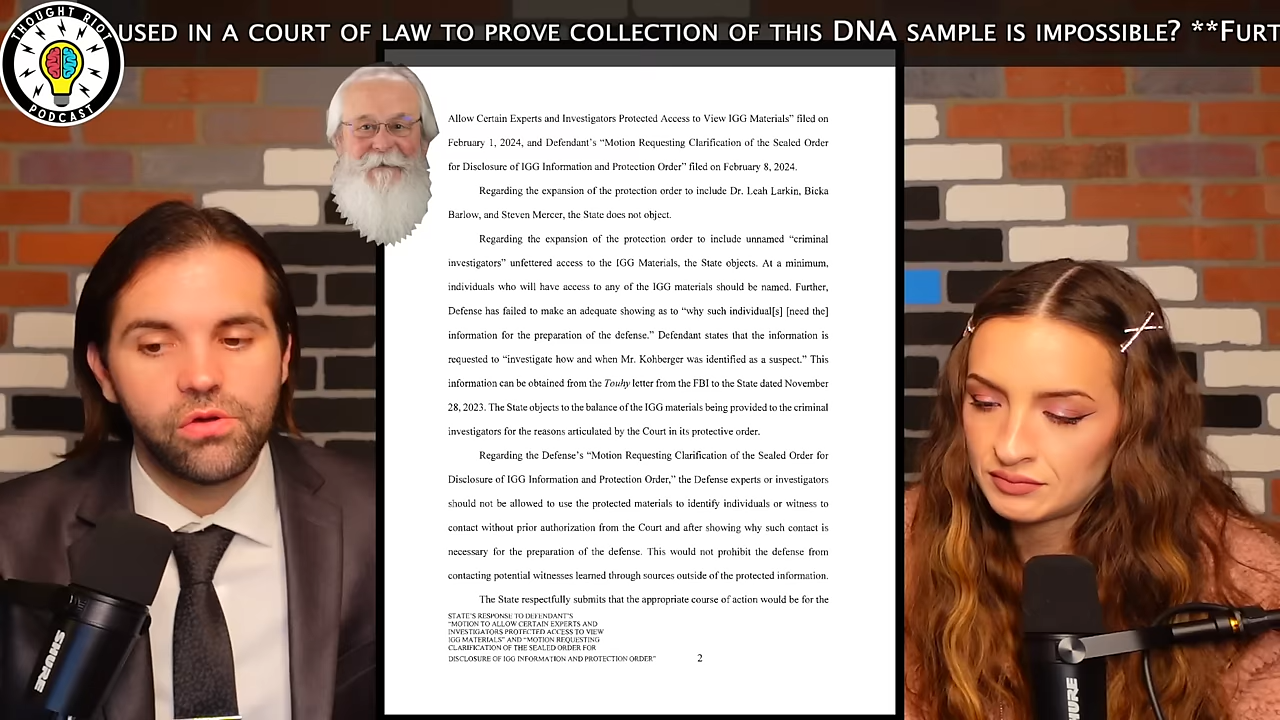 USED IN A COURT OF LAW TO PROVE COLLECTION OF THIS DNA SAMPLE IS IMPOSSIBLE? **FURT
THOUGHT RIOT
PODCAST
Allow Certain Experts and Investigators Protected Access to View IGG Materials” filed on
February 1, 2024, and Defendant’s “Motion Requesting Clarification of the Sealed Order
for Disclosure of IGG Information and Protection Order” filed on February 8, 2024.
Regarding the expansion of the protection order to include Dr. Leah Larkin, Bicka
Barlow, and Steven Mercer, the State does not object.
Regarding the expansion of the protection order to include unnamed “criminal
investigators” unfettered access to the IGG Materials, the State objects. At a minimum,
individuals who will have access to any of the IGG materials should be named. Further,
Defense has failed to make an adequate showing as to “why such individual[s] [need the]
information for the preparation of the defense.” Defendant states that the information is
requested to “investigate how and when Mr. Kohberger was identified as a suspect.” This
information can be obtained from the Touhy letter from the FBI to the State dated November
28, 2023. The State objects to the balance of the IGG materials being provided to the criminal
investigators for the reasons articulated by the Court in its protective order.
Regarding the Defense’s “Motion Requesting Clarification of the Sealed Order for
Disclosure of IGG Information and Protection Order,” the Defense experts or investigators
should not be allowed to use the protected materials to identify individuals or witness to
contact without prior authorization from the Court and after showing why such contact is
necessary for the preparation of the defense. This would not prohibit the defense from
contacting potential witnesses learned through sources outside of the protected information.
The State respectfully submits that the appropriate course of action would be for the
STATE’S RESPONSE TO DEFENDANT’S
“MOTION TO ALLOW CERTAIN EXPERTS AND
INVESTIGATORS PROTECTED ACCESS TO VIEW
IGG MATERIALS” AND “MOTION REQUESTING
CLARIFICATION OF THE SEALED ORDER FOR
DISCLOSURE OF IGG INFORMATION AND PROTECTION ORDER”
2
SHURE
SHURE